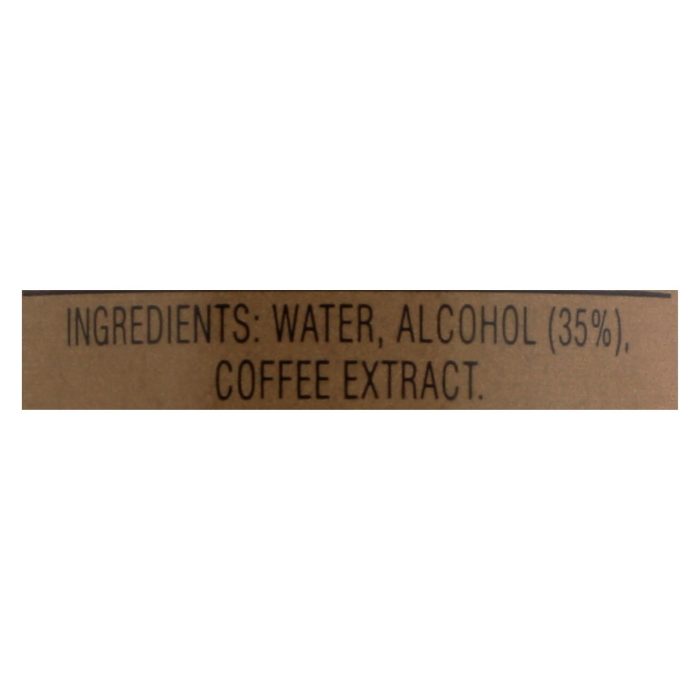 INGREDIENTS: WATER, ALCOHOL (35%),
COFFEE EXTRACT.